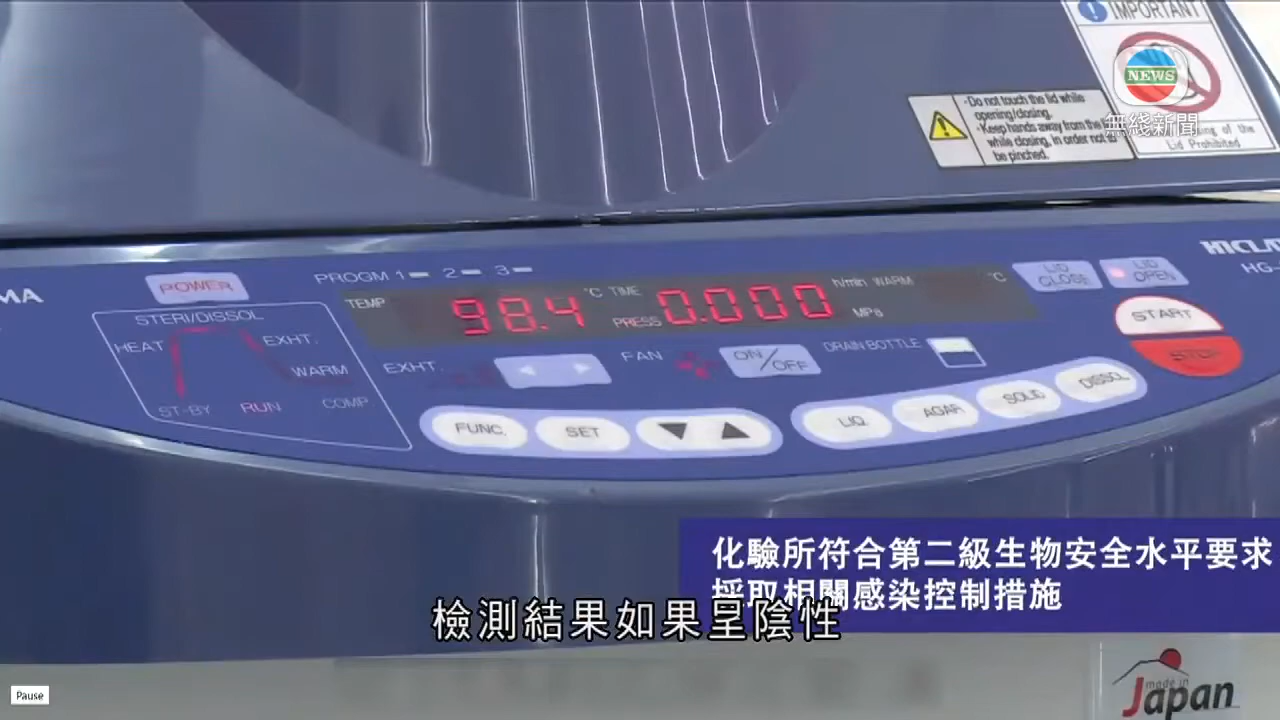 IMPORTANT
NEWS
無綫新聞
- Do not touch the lid while
opening/closing.
- Keep hands away from the
while closing, in order not to
be pinched.
of the
Lid Prohibited
POWER
PROGM 1 2 3
TEMP 98.4 °C TIME PRESS 0.000 h/min WARM MPa °C
LID CLOSE
LID OPEN
STERI/DISSOL
HEAT
EXHT.
WARM
ST-BY RUN COMP
EXHT.
FAN
ON/OFF
DRAIN BOTTLE
START
STOP
FUNC.
SET
LIQ.
AGAR
SOLID
DISSOL
化驗所符合第二級生物安全水平要求
採取相關感染控制措施
檢測結果如果呈陰性
made in
Japan
Pause